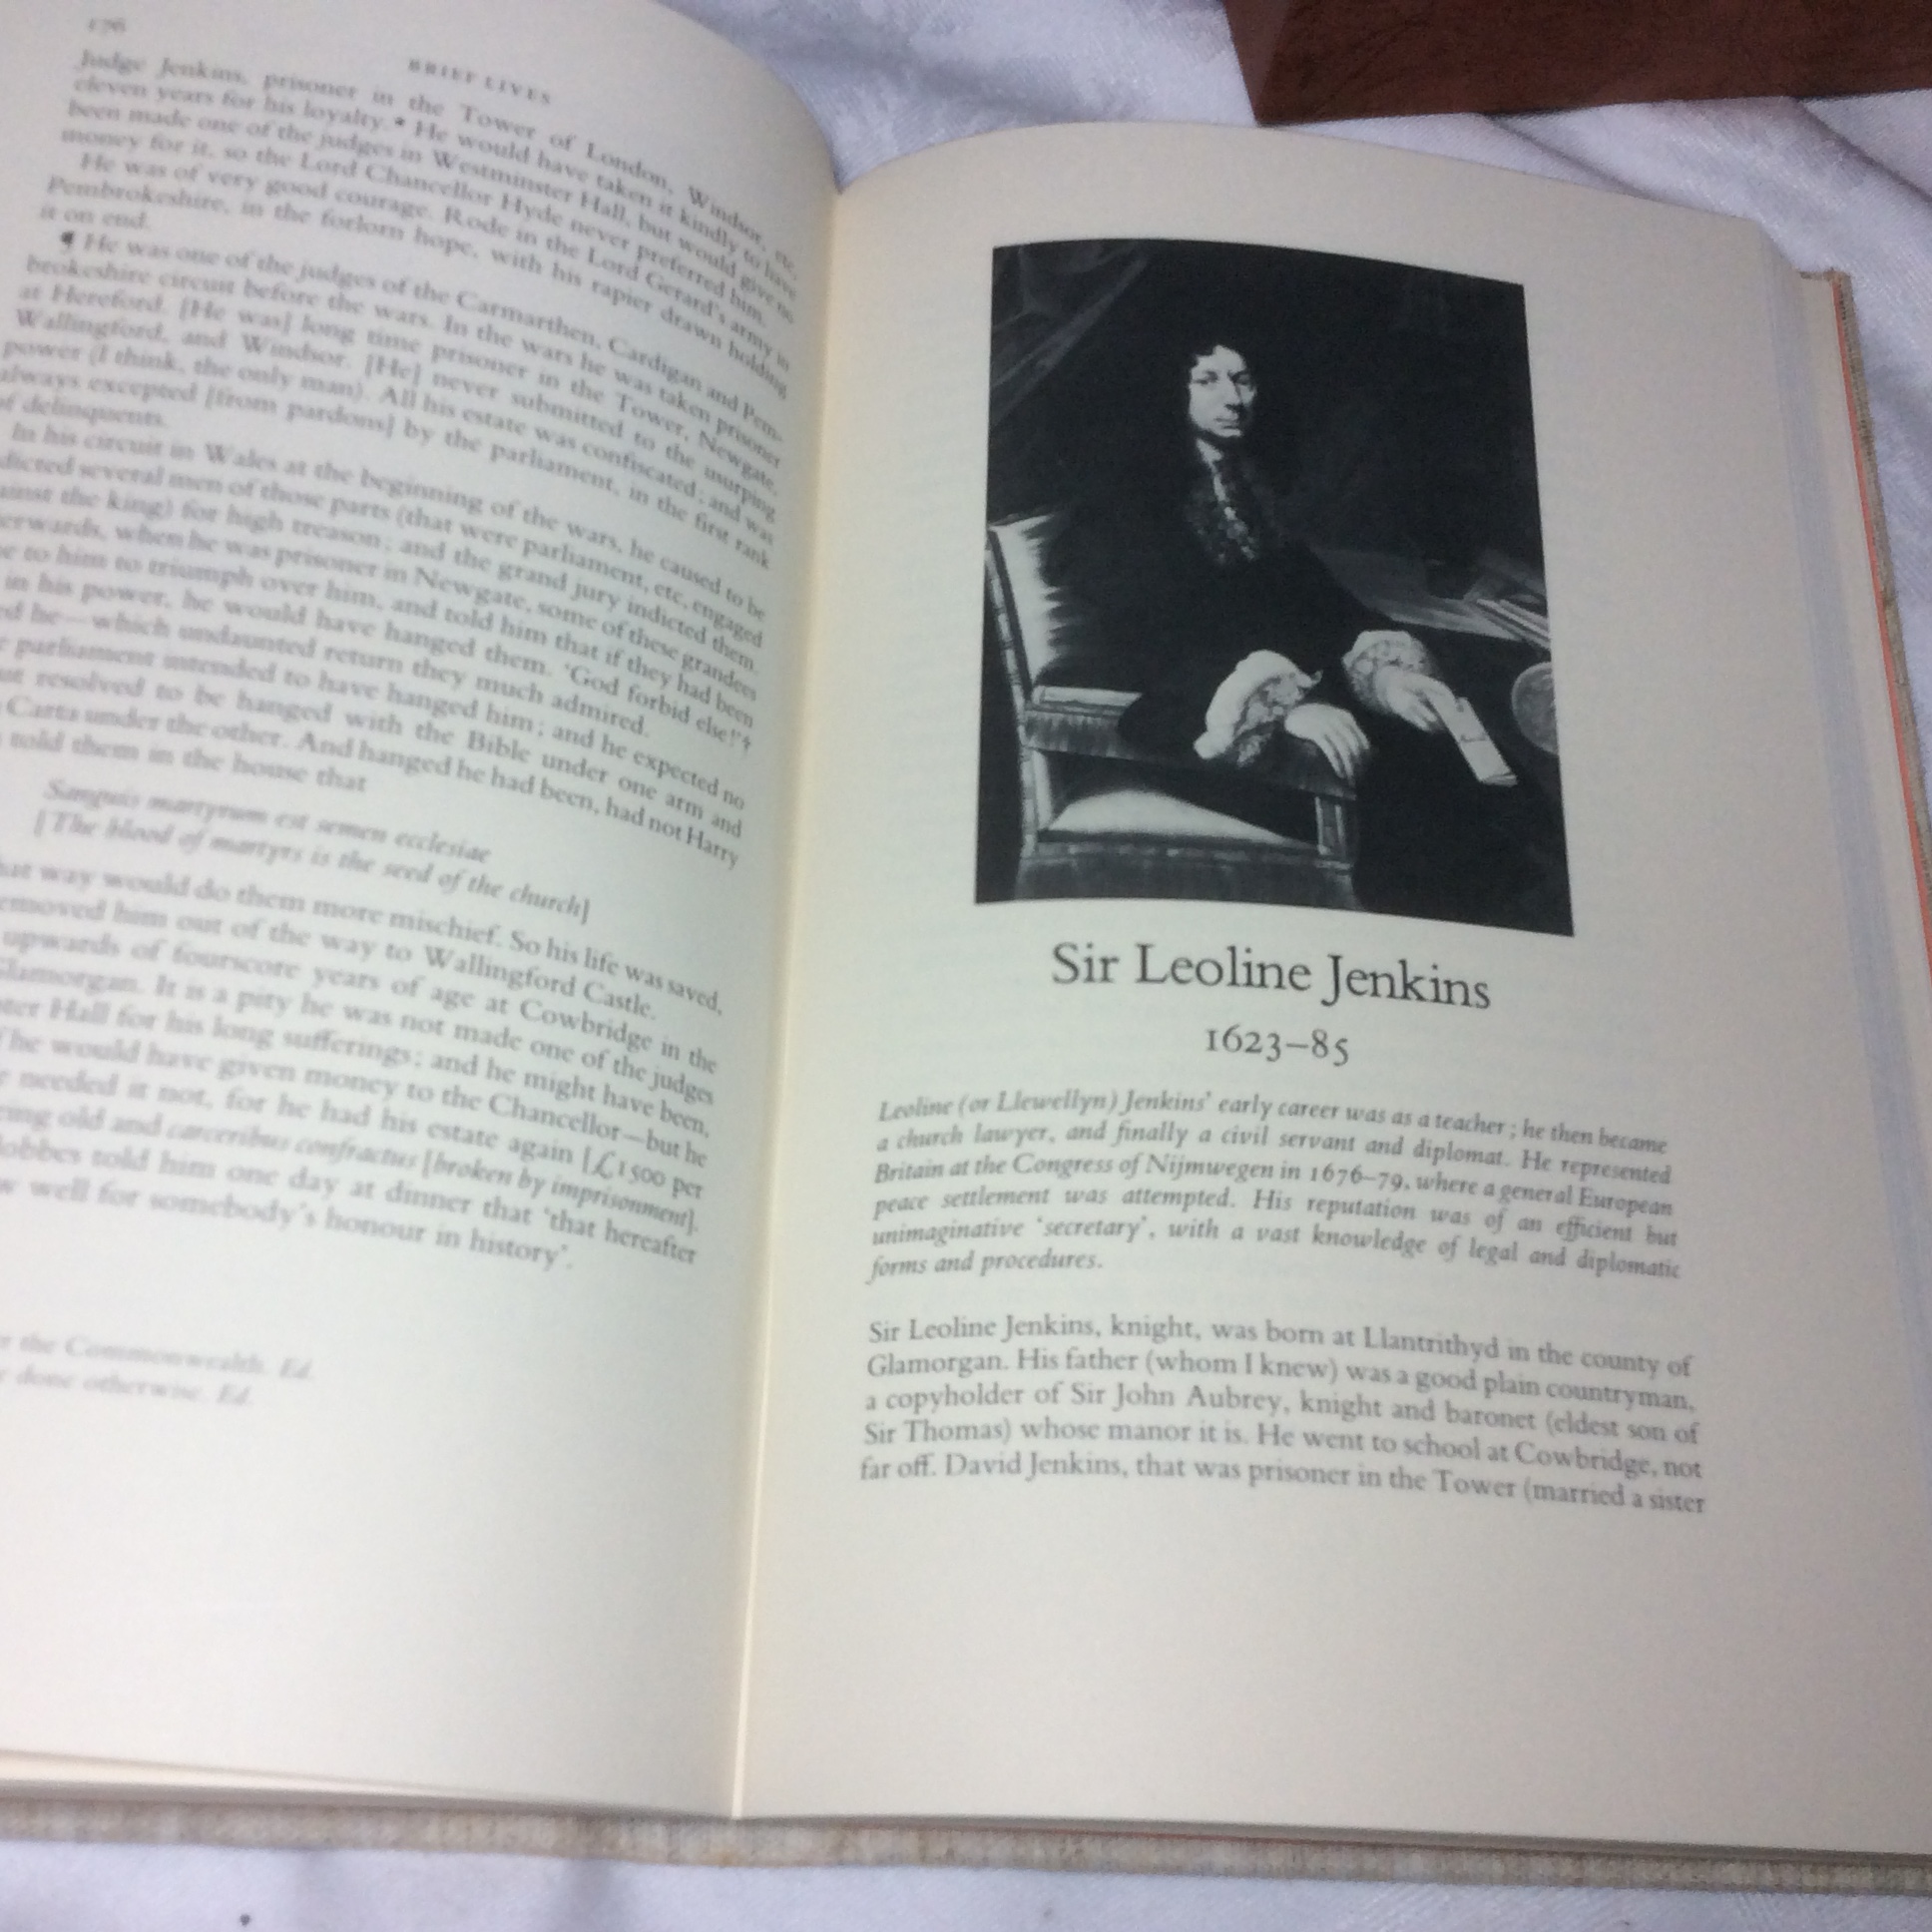 176
BRIEF LIVES
Judge Jenkins, prisoner in the Tower of London, Windsor, etc.
eleven years for his loyalty.* He would have taken it kindly to have
been made one of the judges in Westminster Hall, but would give no
money for it, so the Lord Chancellor Hyde never preferred him.
He was of very good courage. Rode in the Lord Gerard's army in
Pembrokeshire, in the forlorn hope, with his rapier drawn holding
it on end.
¶ He was one of the judges of the Carmarthen, Cardigan and Pem-
brokeshire circuit before the wars. In the wars he was taken prisoner
at Hereford. [He was] long time prisoner in the Tower, Newgate,
Wallingford, and Windsor. [He] never submitted to the usurping
power (I think, the only man). All his estate was confiscated; and was
always excepted [from pardons] by the parliament, in the first rank
of delinquents.
In his circuit in Wales at the beginning of the wars, he caused to be
dicted several men of those parts (that were parliament, etc, engaged
ainst the king) for high treason; and the grand jury indicted them.
erwards, when he was prisoner in Newgate, some of these grandees
e to him to triumph over him, and told him that if they had been
in his power, he would have hanged them. 'God forbid else!'†
ed he—which undaunted return they much admired.
parliament intended to have hanged him; and he expected no
ut resolved to be hanged with the Bible under one arm and
Carta under the other. And hanged he had been, had not Harry
told them in the house that
Sanguis martyrum est semen ecclesiae
[The blood of martyrs is the seed of the church]
hat way would do them more mischief. So his life was saved,
emoved him out of the way to Wallingford Castle.
upwards of fourscore years of age at Cowbridge in the
Glamorgan. It is a pity he was not made one of the judges
ster Hall for his long sufferings; and he might have been,
he would have given money to the Chancellor—but he
needed it not, for he had his estate again [£1500 per
eing old and carceribus confractus [broken by imprisonment].
Hobbes told him one day at dinner that 'that hereafter
w well for somebody's honour in history'.
the Commonwealth. Ed.
done otherwise. Ed.
Sir Leoline Jenkins
1623–85
Leoline (or Llewellyn) Jenkins' early career was as a teacher; he then became
a church lawyer, and finally a civil servant and diplomat. He represented
Britain at the Congress of Nijmwegen in 1676–79, where a general European
peace settlement was attempted. His reputation was of an efficient but
unimaginative 'secretary', with a vast knowledge of legal and diplomatic
forms and procedures.
Sir Leoline Jenkins, knight, was born at Llantrithyd in the county of
Glamorgan. His father (whom I knew) was a good plain countryman,
a copyholder of Sir John Aubrey, knight and baronet (eldest son of
Sir Thomas) whose manor it is. He went to school at Cowbridge, not
far off. David Jenkins, that was prisoner in the Tower (married a sister